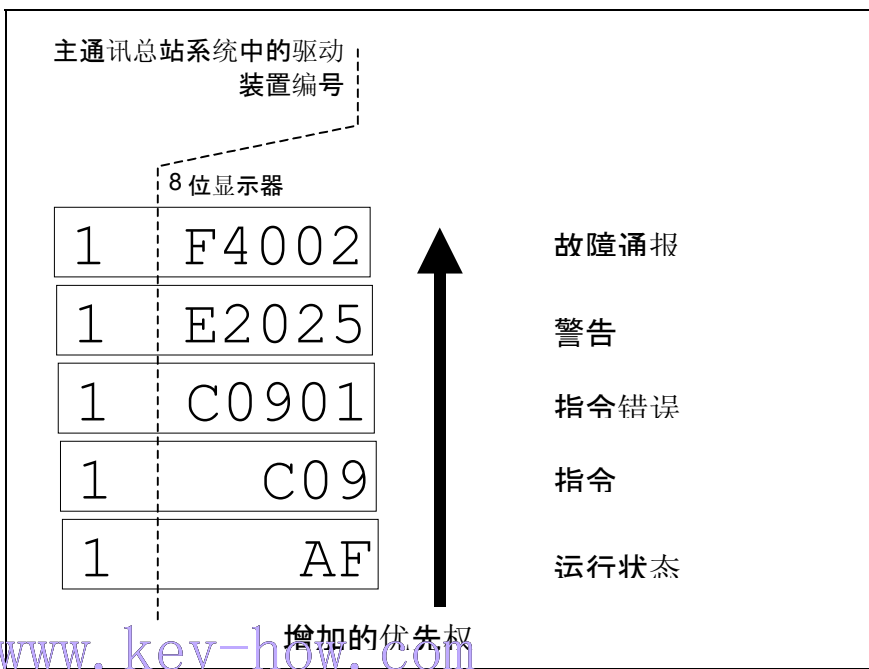 主通讯总站系统中的驱动
装置编号
8 位显示器
1 F4002 故障通报
1 E2025 警告
1 C0901 指令错误
1 C09 指令
1 AF 运行状态
增加的优先权
www.key-how.com